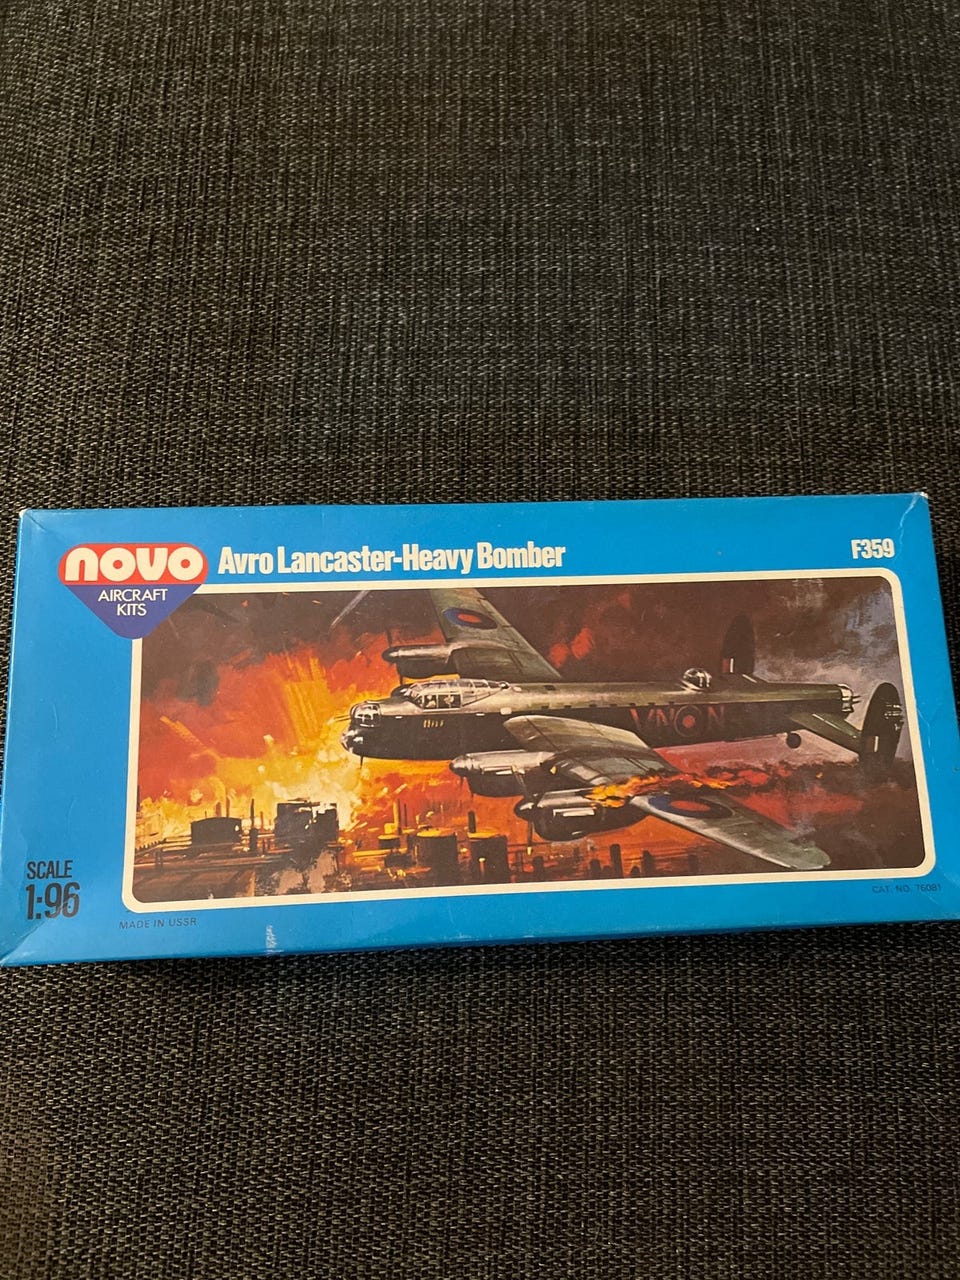 novo
AIRCRAFT
KITS
Avro Lancaster-Heavy Bomber
F359
VN N
SCALE
1:96
MADE IN USSR
CAT. NO. 76081